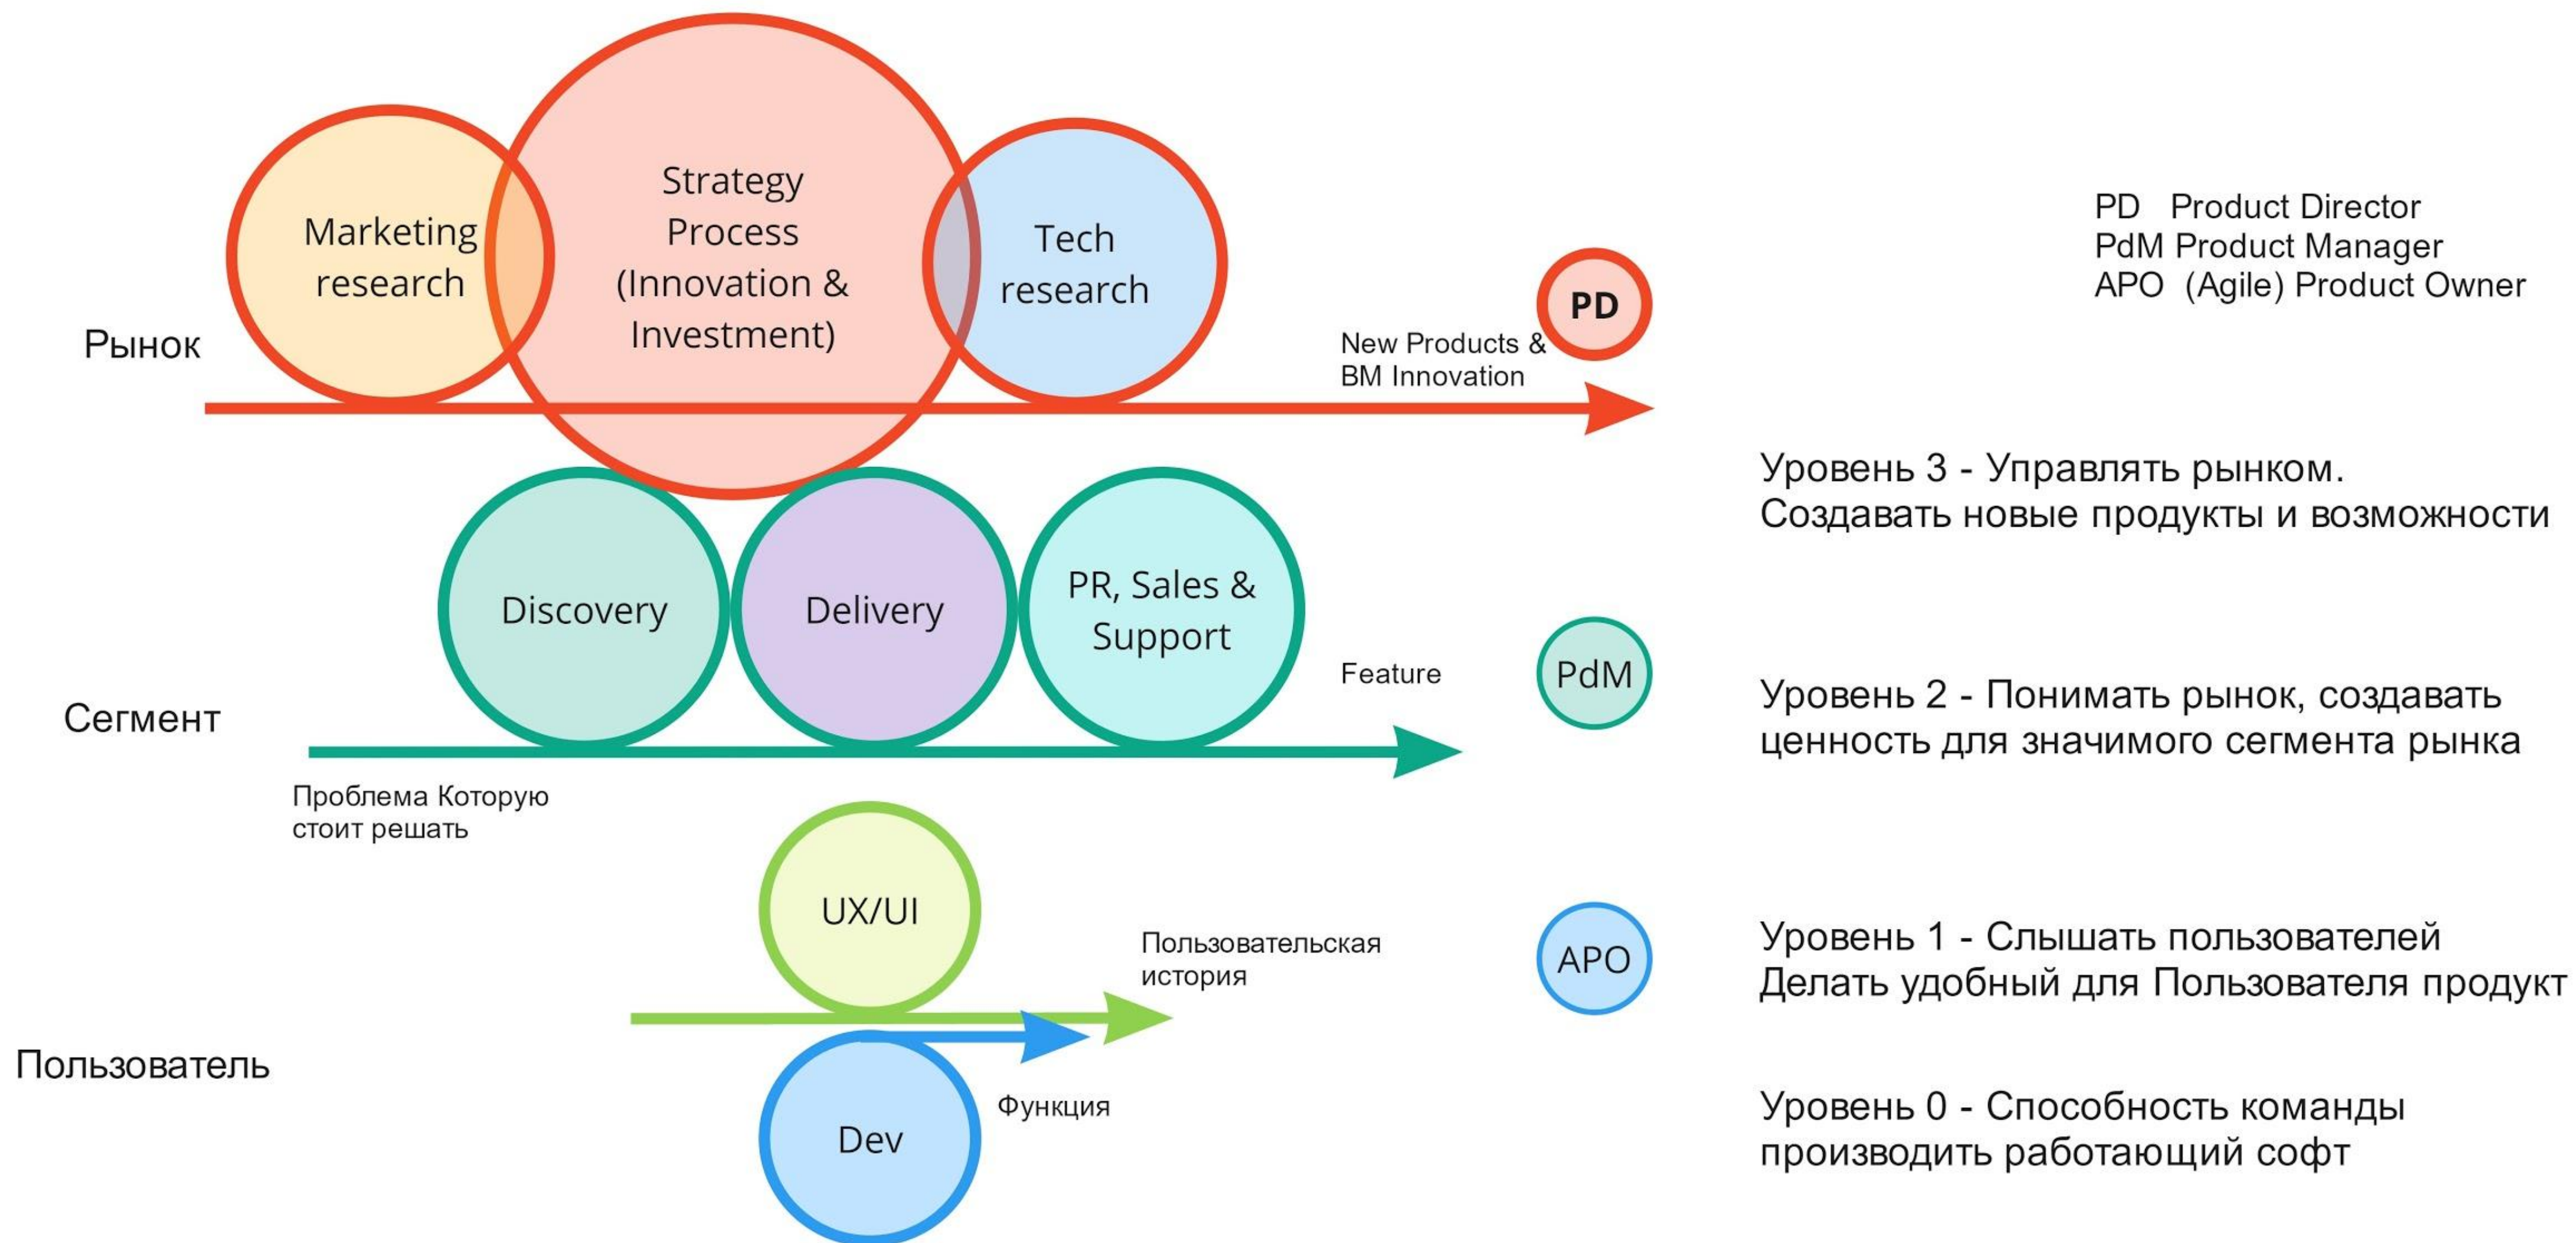 Marketing
research
Strategy
Process
(Innovation &
Investment)
Tech
research
Рынок
New Products &
BM Innovation
PD
PD Product Director
PdM Product Manager
APO (Agile) Product Owner
Уровень 3 - Управлять рынком.
Создавать новые продукты и возможности
Discovery
Delivery
PR, Sales &
Support
Feature
PdM
Сегмент
Уровень 2 - Понимать рынок, создавать
ценность для значимого сегмента рынка
Проблема Которую
стоит решать
UX/UI
Пользовательская
история
APO
Уровень 1 - Слышать пользователей
Делать удобный для Пользователя продукт
Пользователь
Dev
Функция
Уровень 0 - Способность команды
производить работающий софт